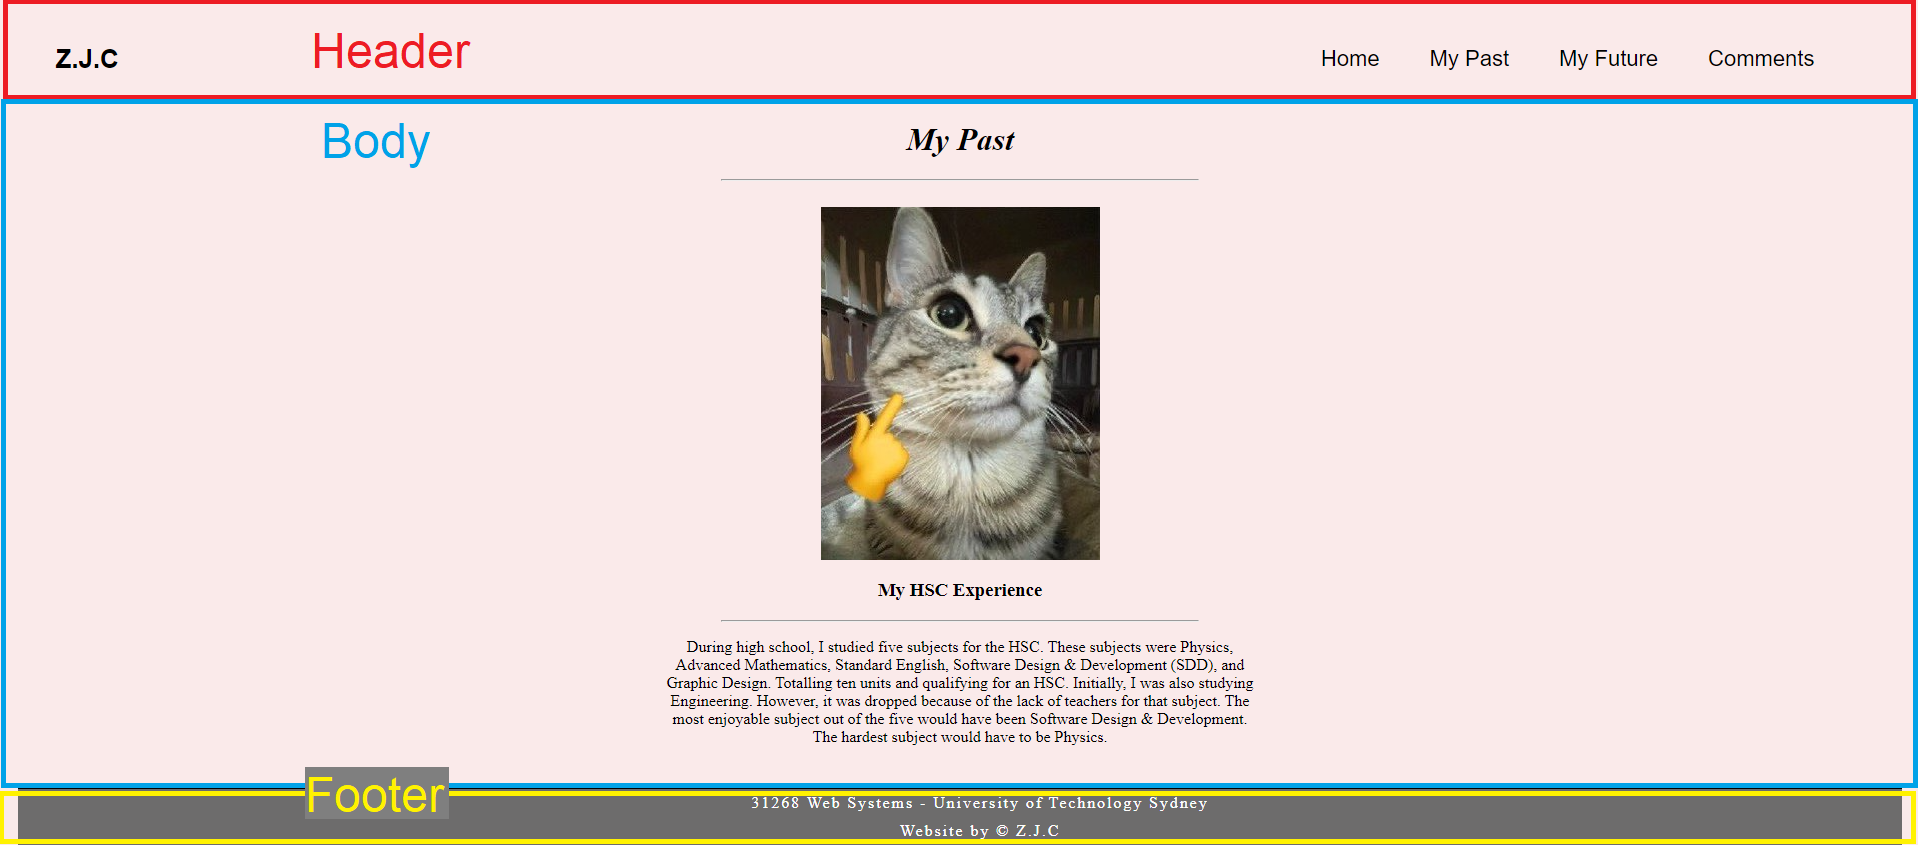 Z.J.C Header Home My Past My Future Comments
Body
My Past
My HSC Experience
During high school, I studied five subjects for the HSC. These subjects were Physics,
Advanced Mathematics, Standard English, Software Design & Development (SDD), and
Graphic Design. Totalling ten units and qualifying for an HSC. Initially, I was also studying
Engineering. However, it was dropped because of the lack of teachers for that subject. The
most enjoyable subject out of the five would have been Software Design & Development.
The hardest subject would have to be Physics.
Footer
31268 Web Systems - University of Technology Sydney
Website by © Z.J.C